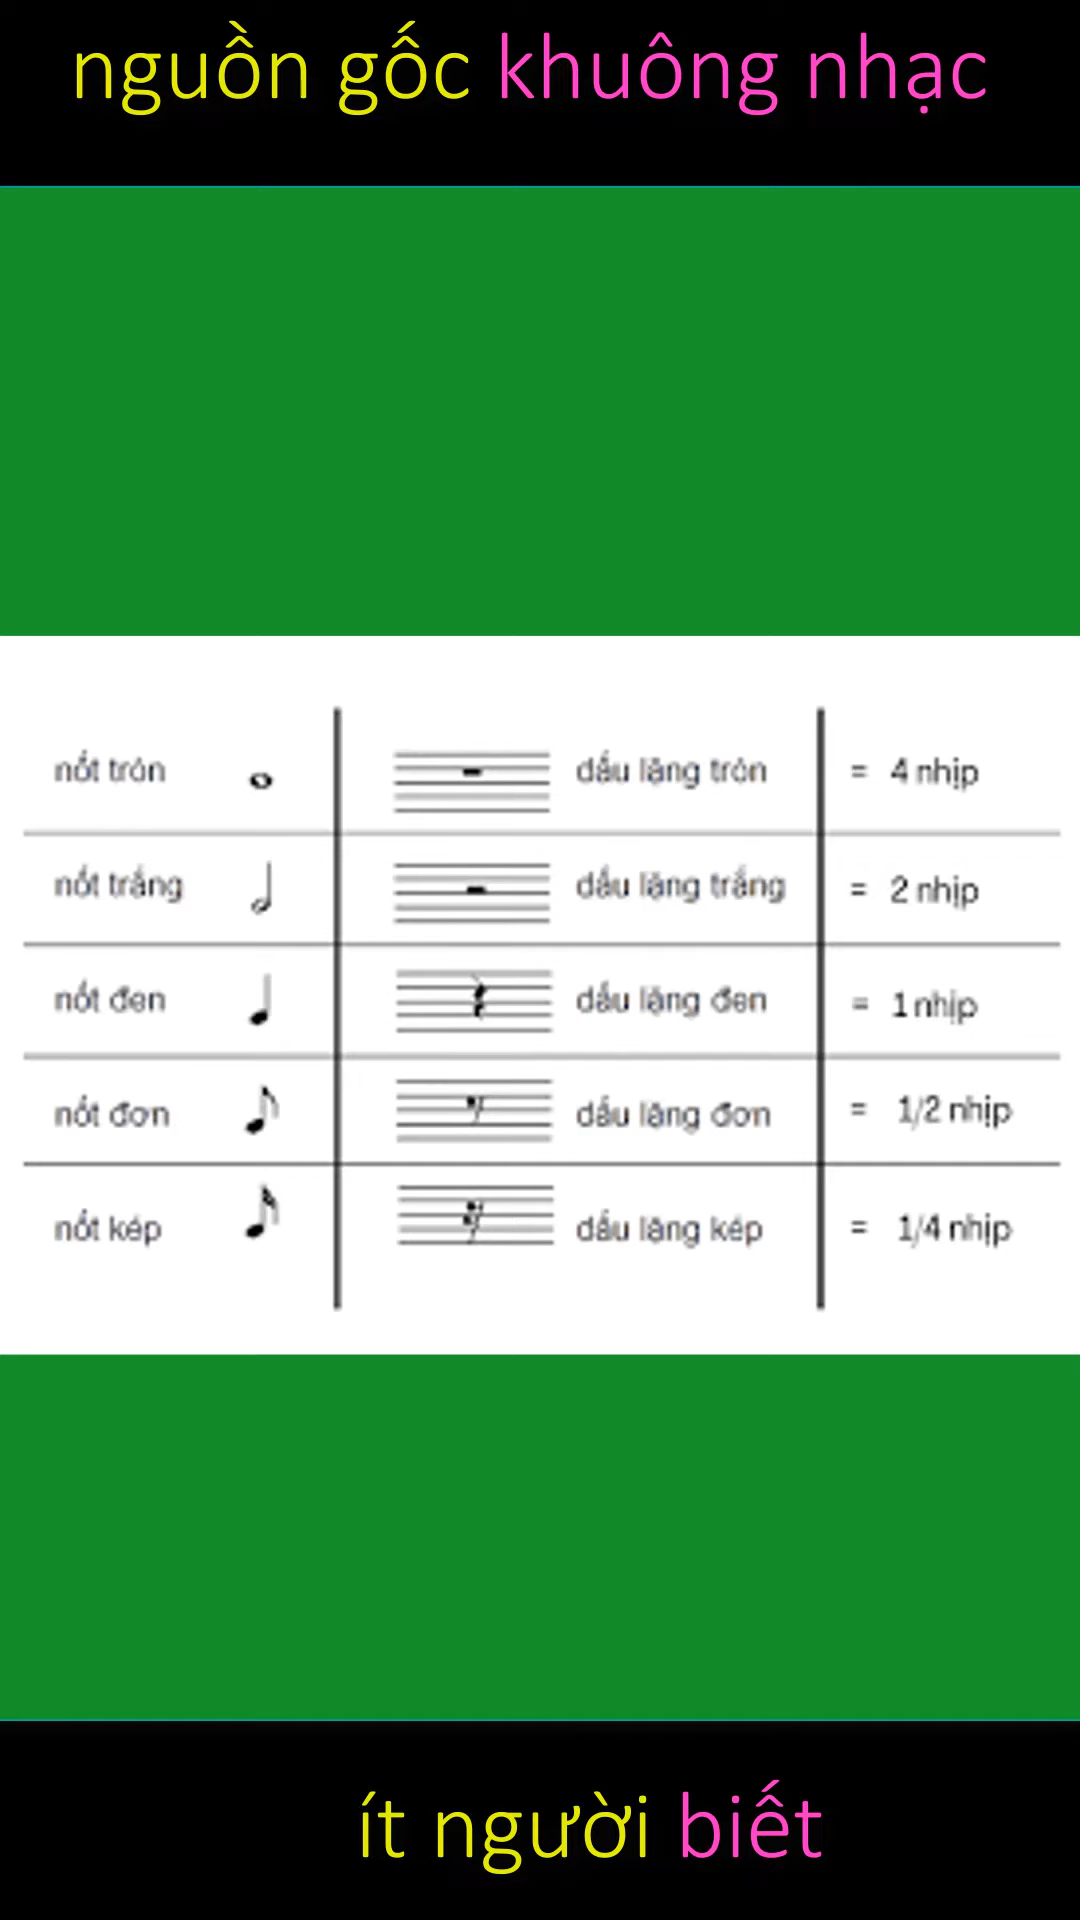 nguồn gốc khuông nhạc
nốt tròn dấu lặng tròn = 4 nhịp
nốt trắng dấu lặng trắng = 2 nhịp
nốt đen dấu lặng đen = 1 nhịp
nốt đơn dấu lặng đơn = 1/2 nhịp
nốt kép dấu lặng kép = 1/4 nhịp
ít người biết